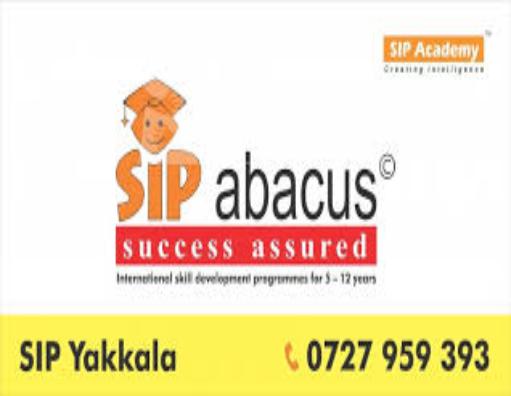 SIP Academy
Creating Intelligence
SIP abacus©
success assured
International skill development programmes for 5 - 12 years
SIP Yakkala
0727 959 393